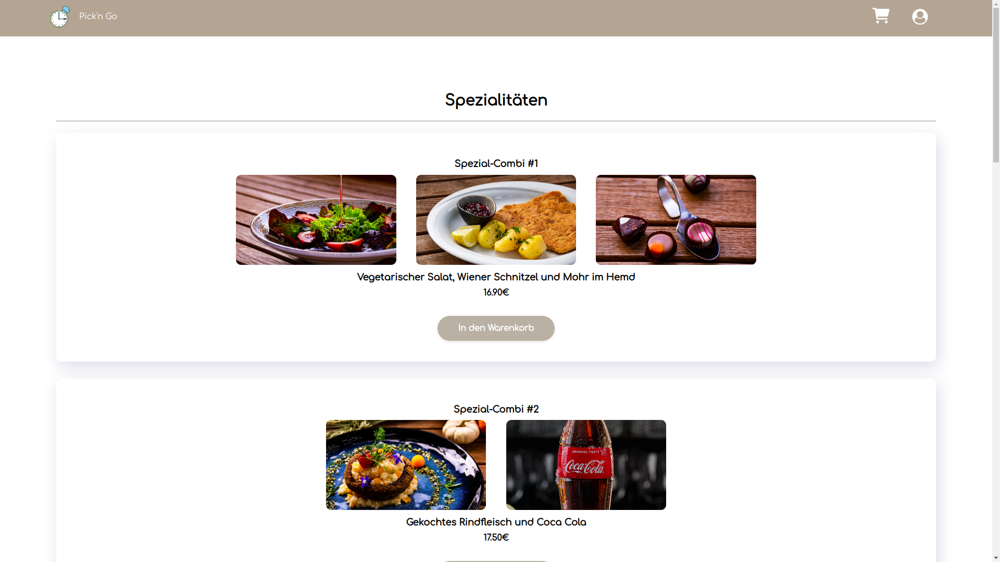 Pick'n Go
Spezialitäten
Spezial-Combi #1
Vegetarischer Salat, Wiener Schnitzel und Mohr im Hemd
16.90€
In den Warenkorb
Spezial-Combi #2
ORIGINAL TASTE
Coca-Cola
Gekochtes Rindfleisch und Coca Cola
17.50€